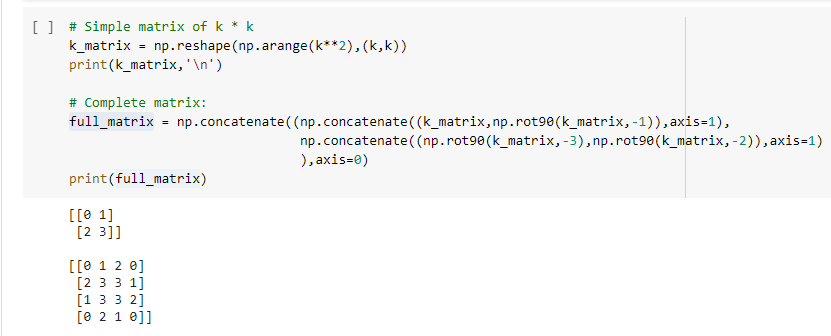 [ ] # Simple matrix of k * k
k_matrix = np.reshape(np.arange(k**2),(k,k))
print(k_matrix,'\n')
# Complete matrix:
full_matrix = np.concatenate((np.concatenate((k_matrix,np.rot90(k_matrix,-1)),axis=1),
np.concatenate((np.rot90(k_matrix,-3),np.rot90(k_matrix,-2)),axis=1)
),axis=0)
print(full_matrix)
[[0 1]
[2 3]]
[[0 1 2 0]
[2 3 3 1]
[1 3 3 2]
[0 2 1 0]]